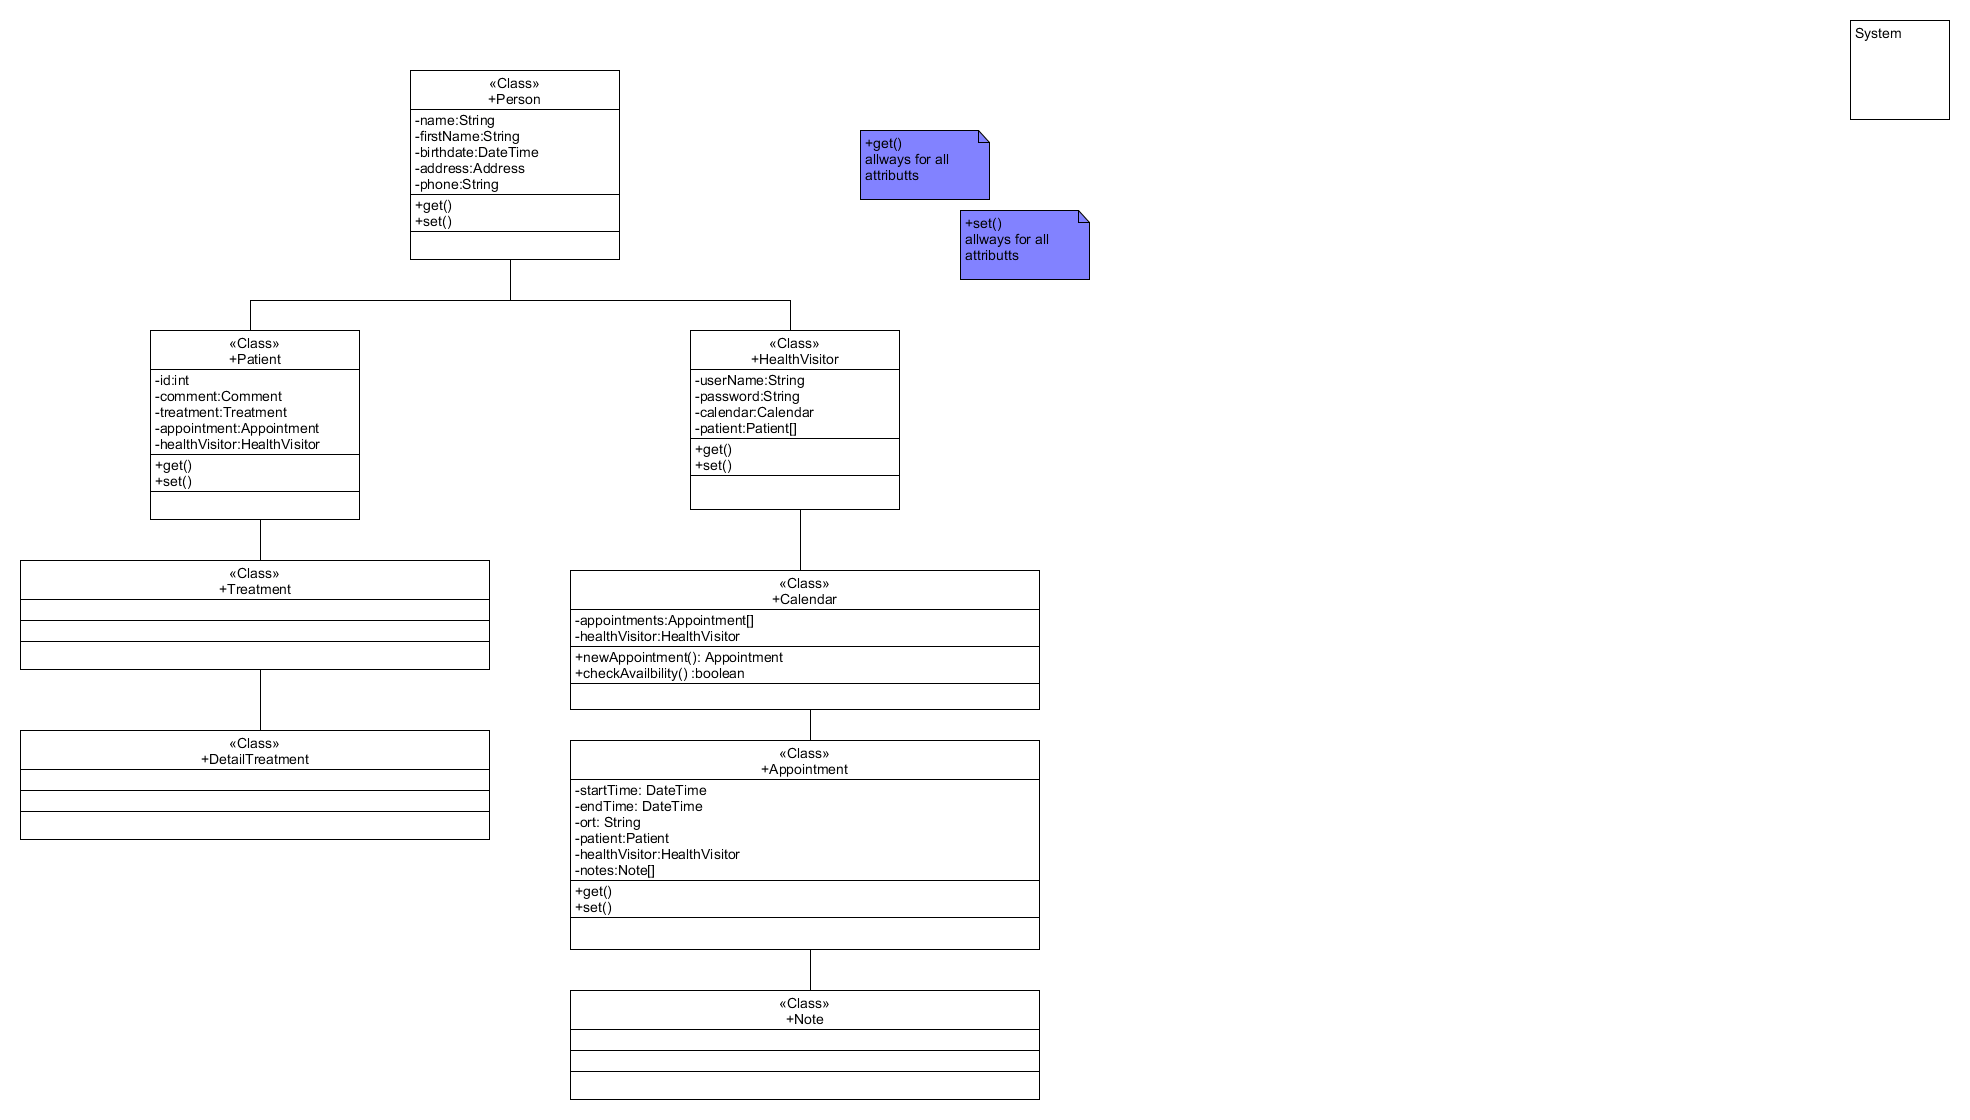 System
«Class»
+Person
-name:String
-firstName:String
-birthdate:DateTime
-address:Address
-phone:String
+get()
+set()
+get()
allways for all
attributts
+set()
allways for all
attributts
«Class»
+Patient
-id:int
-comment:Comment
-treatment:Treatment
-appointment:Appointment
-healthVisitor:HealthVisitor
+get()
+set()
«Class»
+HealthVisitor
-userName:String
-password:String
-calendar:Calendar
-patient:Patient[]
+get()
+set()
«Class»
+Treatment
«Class»
+DetailTreatment
«Class»
+Calendar
-appointments:Appointment[]
-healthVisitor:HealthVisitor
+newAppointment(): Appointment
+checkAvailbility() :boolean
«Class»
+Appointment
-startTime: DateTime
-endTime: DateTime
-ort: String
-patient:Patient
-healthVisitor:HealthVisitor
-notes:Note[]
+get()
+set()
«Class»
+Note